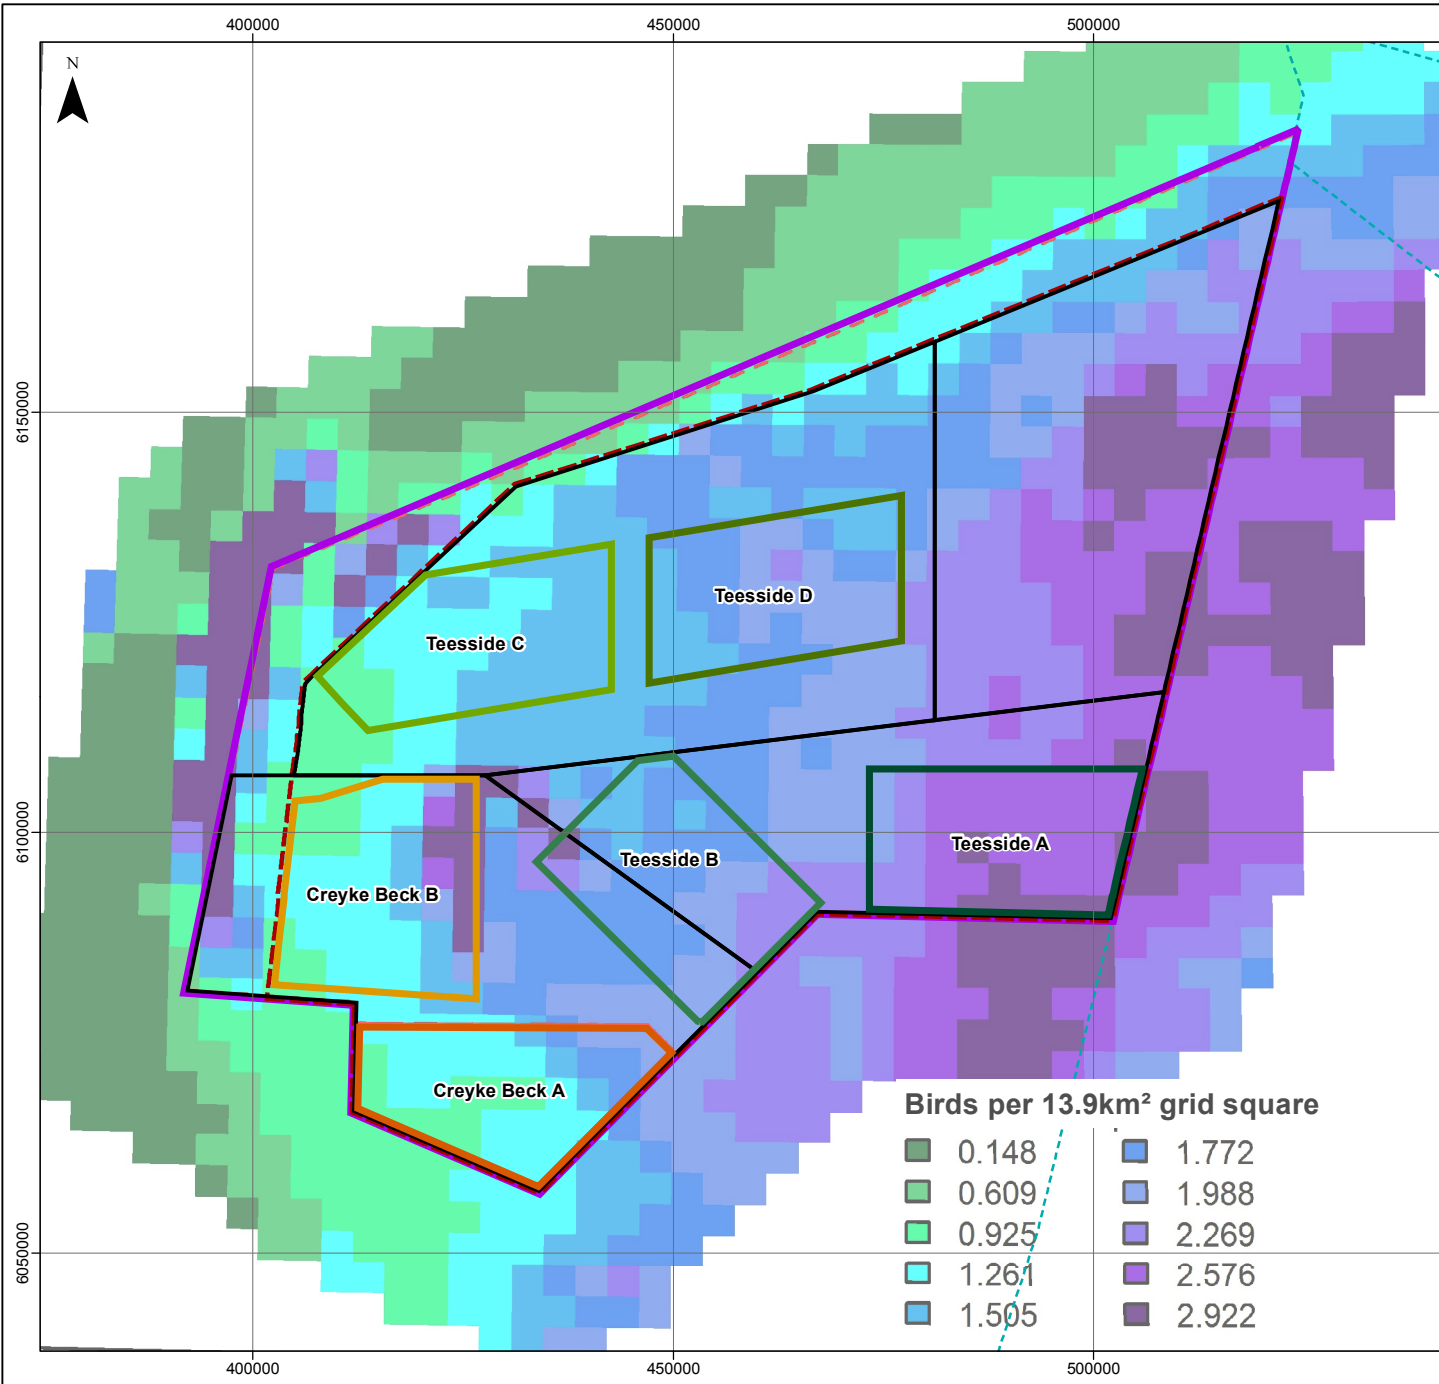 400000 450000 500000
N
6150000
Teesside D
Teesside C
6100000
Teesside A
Teesside B
Creyke Beck B
Creyke Beck A
Birds per 13.9km² grid square
0.148 1.772
0.609 1.988
0.925 2.269
1.261 2.576
1.505 2.922
6050000
400000 450000 500000